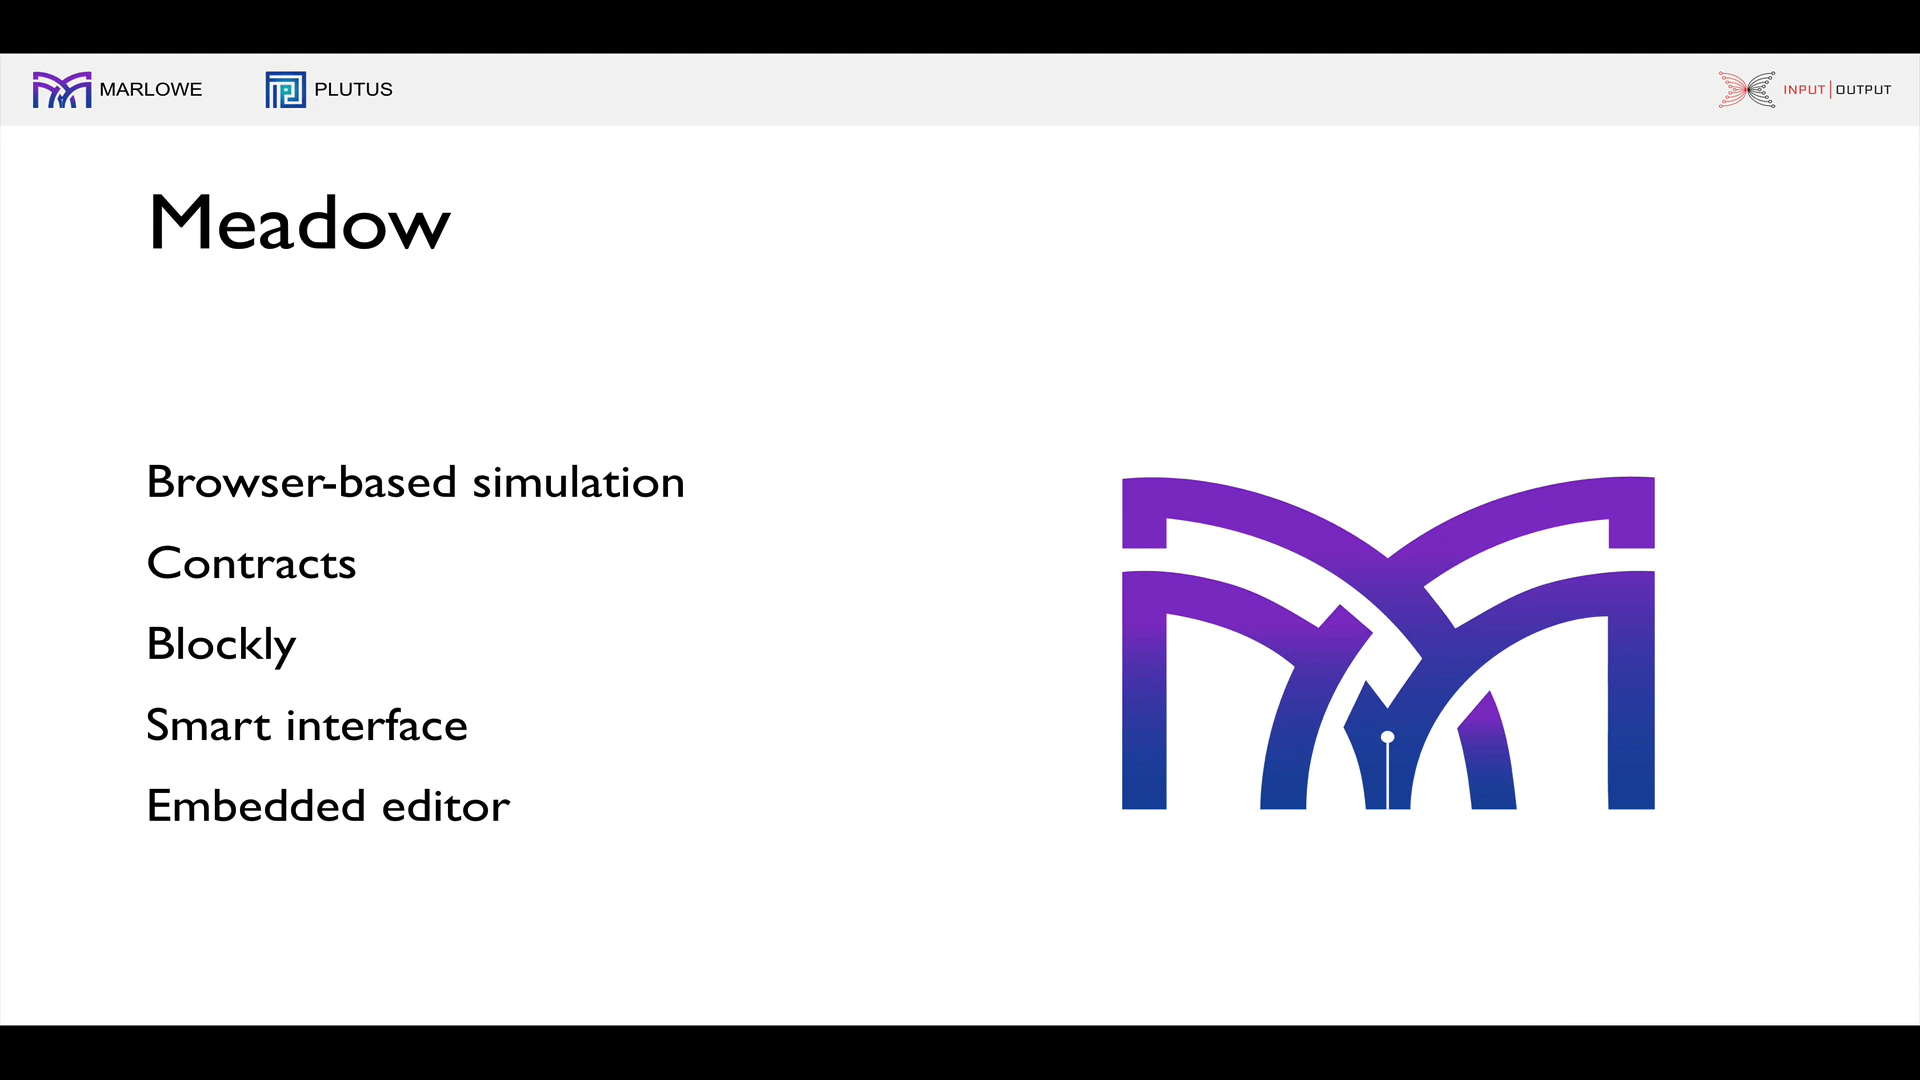 MARLOWE
PLUTUS
INPUT|OUTPUT
Meadow
Browser-based simulation
Contracts
Blockly
Smart interface
Embedded editor